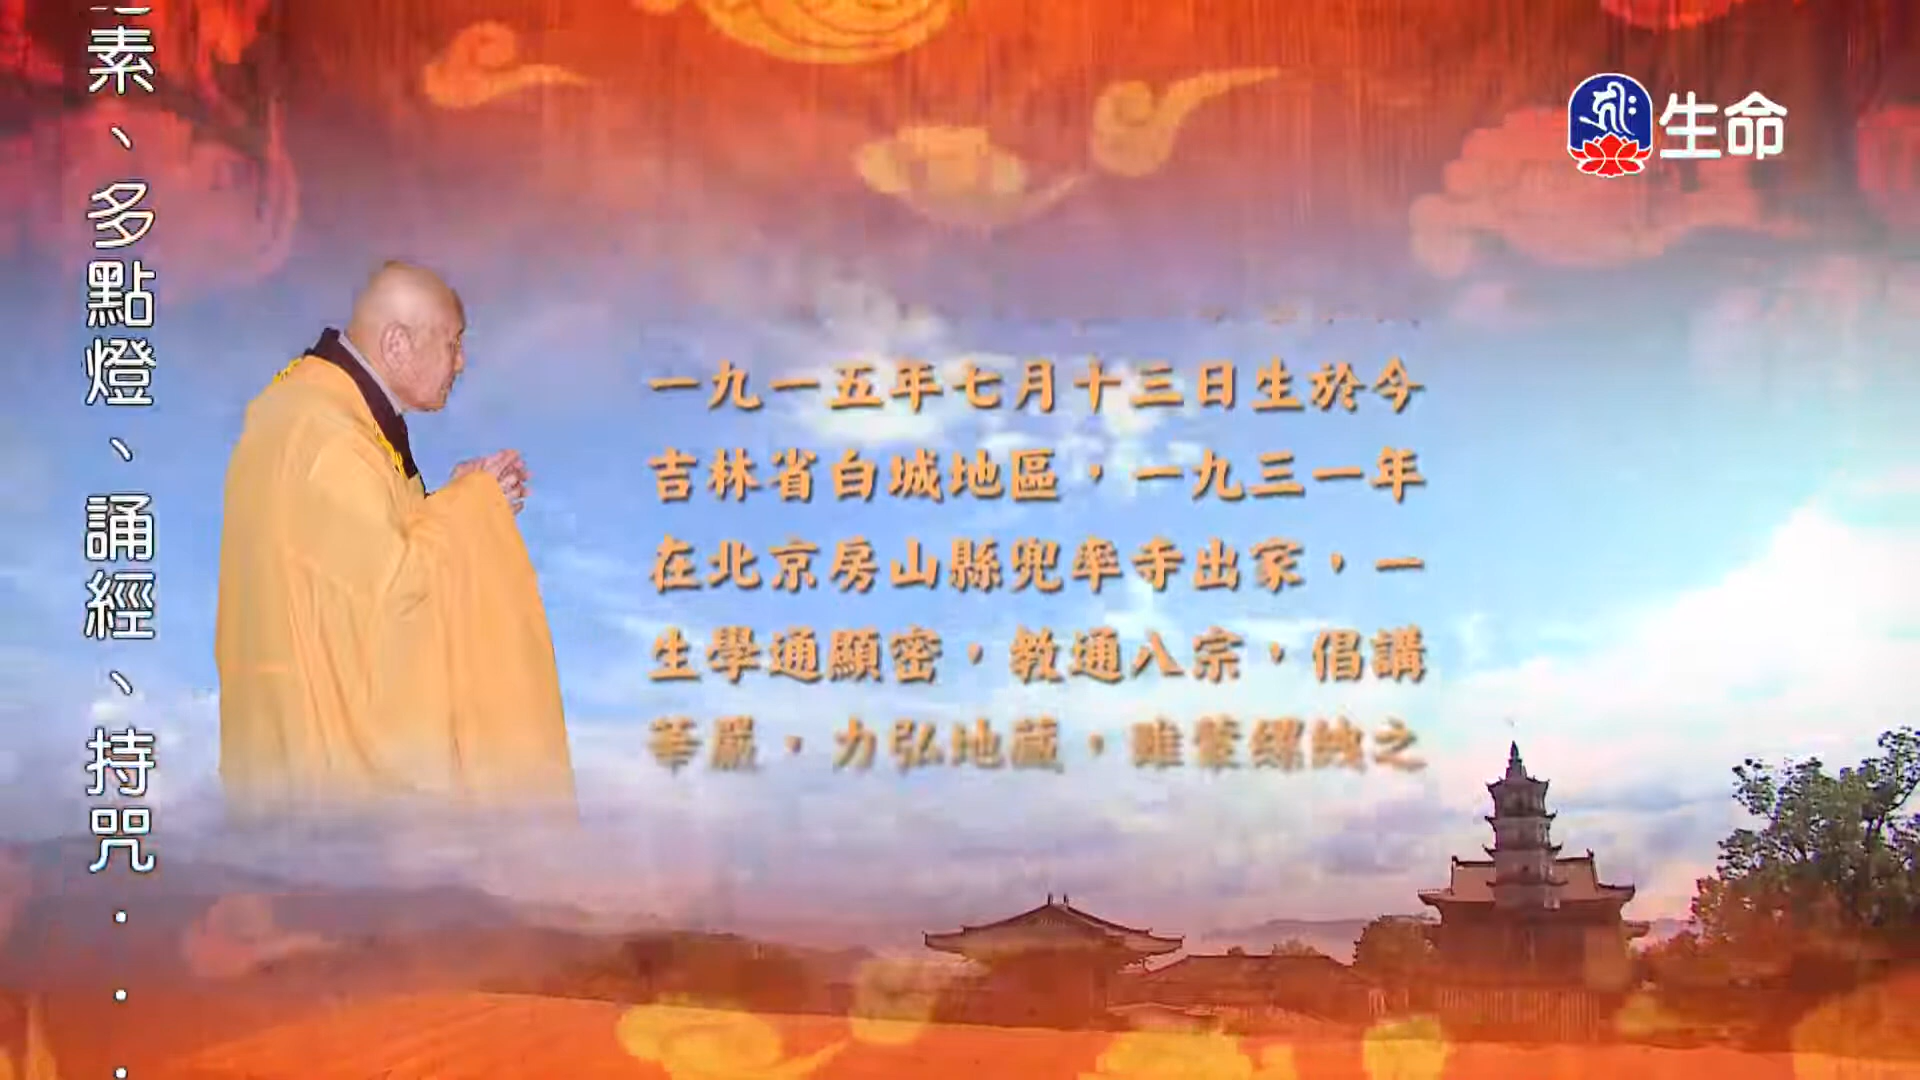 素、多點燈、誦經、持咒．．．
生命
一九一五年七月十三日生於今
吉林省白城地區，一九三一年
在北京房山縣兜率寺出家，一
生學通顯密，教通八宗，倡講
華嚴，力弘地藏，雖蒙縲絏之